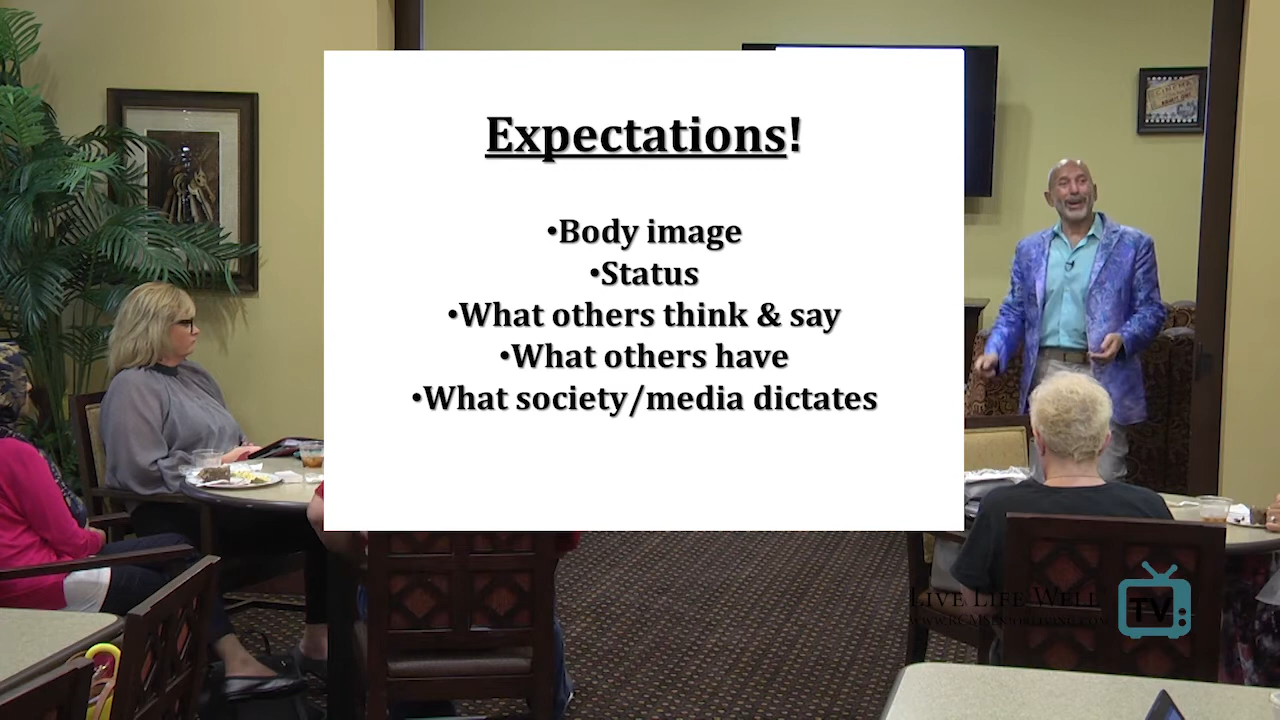 Expectations!
•Body image
•Status
•What others think & say
•What others have
•What society/media dictates
LIVE LIFE WELL
TV